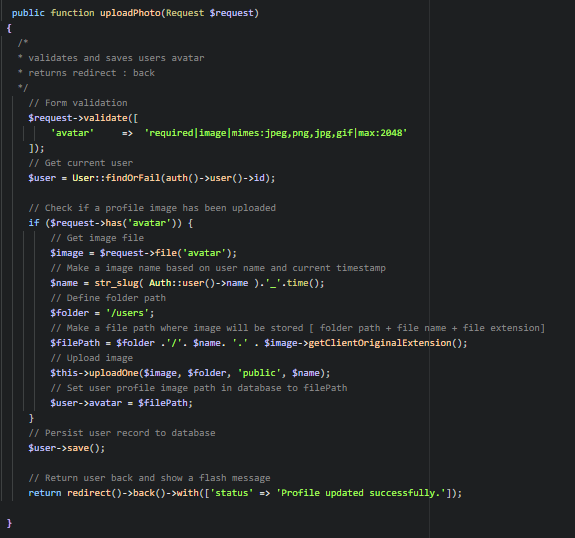 public function uploadPhoto(Request $request)
{
/*
* validates and saves users avatar
* returns redirect : back
*/
// Form validation
$request->validate([
'avatar'     =>  'required|image|mimes:jpeg,png,jpg,gif|max:2048'
]);
// Get current user
$user = User::findOrFail(auth()->user()->id);
// Check if a profile image has been uploaded
if ($request->has('avatar')) {
// Get image file
$image = $request->file('avatar');
// Make a image name based on user name and current timestamp
$name = str_slug( Auth::user()->name ).'_'.time();
// Define folder path
$folder = '/users';
// Make a file path where image will be stored [ folder path + file name + file extension]
$filePath = $folder .'/'. $name. '.' . $image->getClientOriginalExtension();
// Upload image
$this->uploadOne($image, $folder, 'public', $name);
// Set user profile image path in database to filePath
$user->avatar = $filePath;
}
// Persist user record to database
$user->save();
// Return user back and show a flash message
return redirect()->back()->with(['status' => 'Profile updated successfully.']);
}